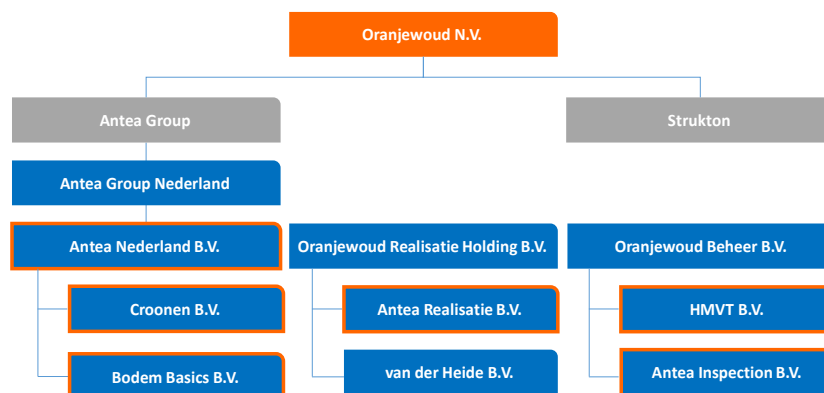 Oranjewoud N.V.
Antea Group
Strukton
Antea Group Nederland
Antea Nederland B.V.
Oranjewoud Realisatie Holding B.V.
Oranjewoud Beheer B.V.
Croonen B.V.
Antea Realisatie B.V.
HMVT B.V.
Bodem Basics B.V.
van der Heide B.V.
Antea Inspection B.V.